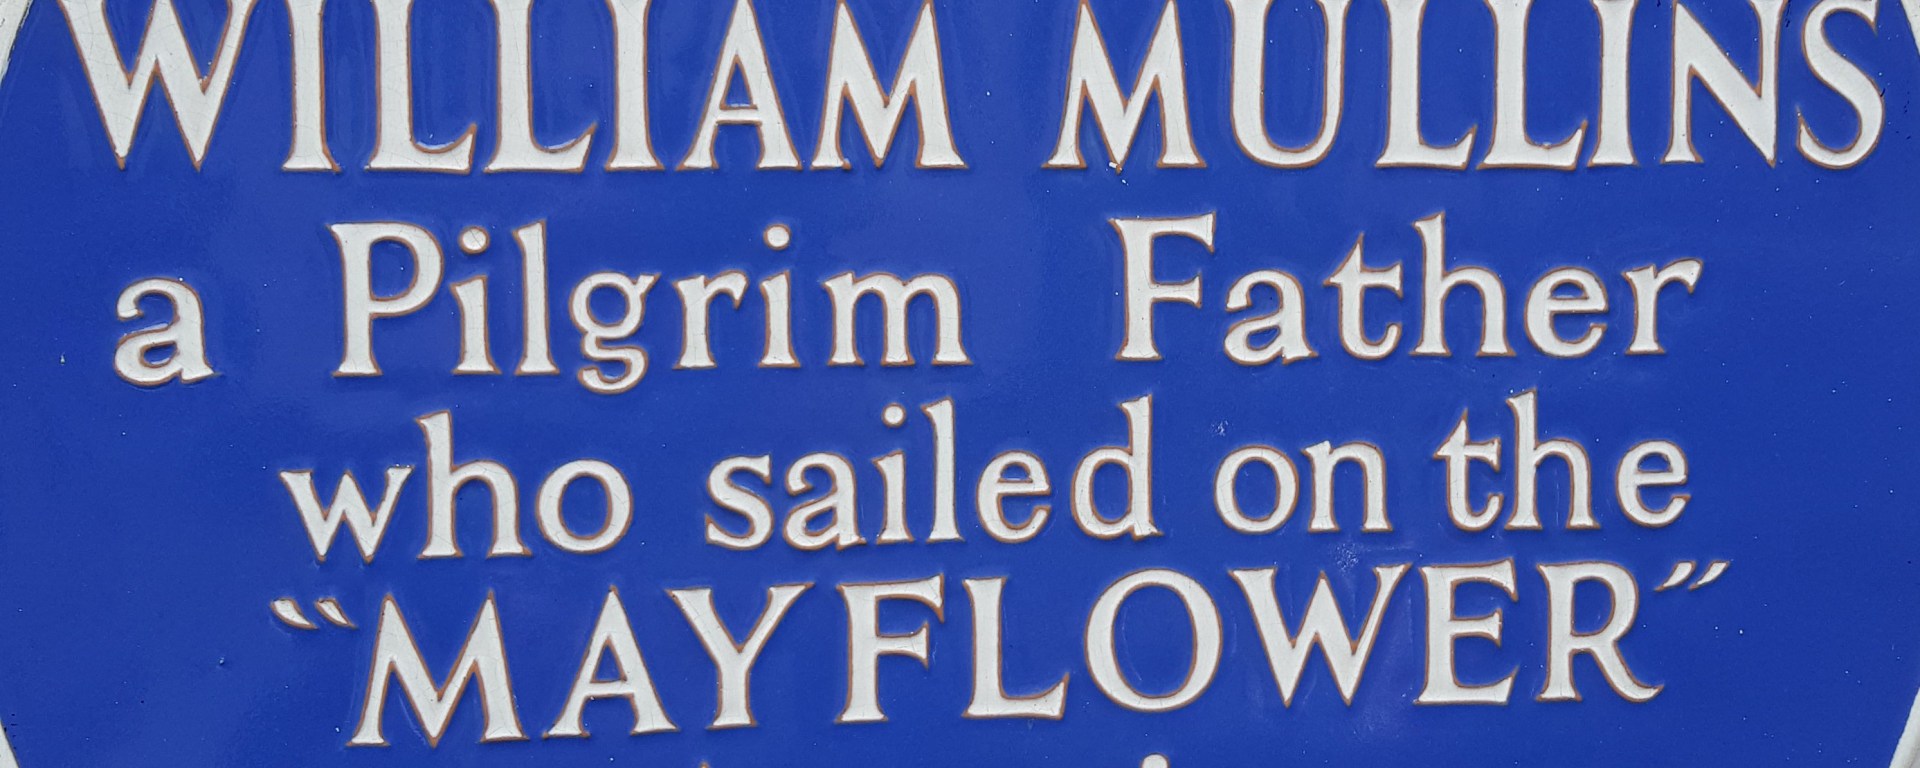 WILLIAM MULLINS
a Pilgrim Father
who sailed on the
“MAYFLOWER”